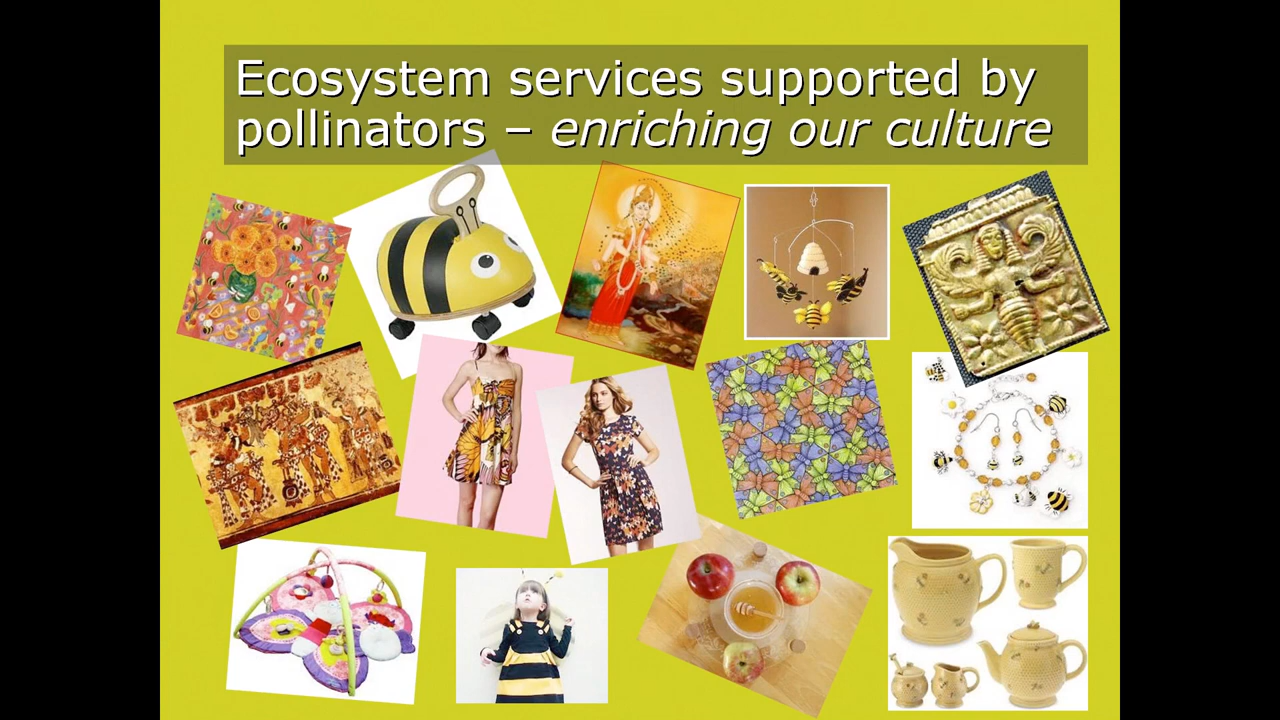 Ecosystem services supported by
pollinators – enriching our culture